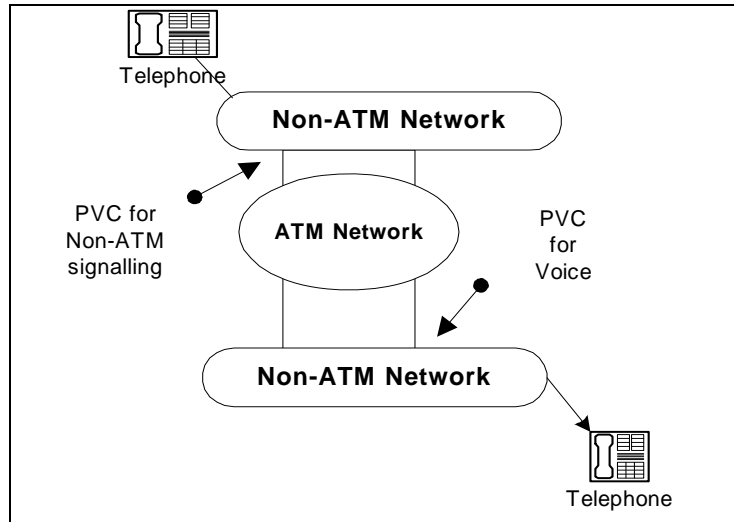 Telephone
Non-ATM Network
PVC for
Non-ATM
signalling
ATM Network
PVC
for
Voice
Non-ATM Network
Telephone